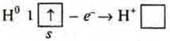 H⁰ 1 ↑ – e⁻ → H⁺
s